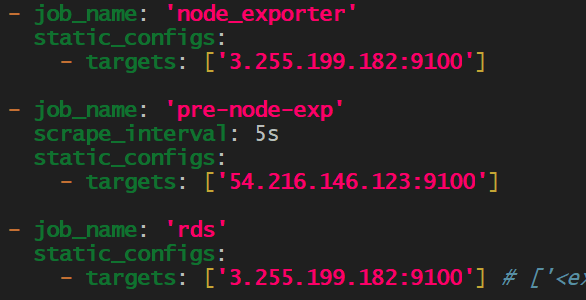 - job_name: 'node_exporter'
  static_configs:
    - targets: ['3.255.199.182:9100']
- job_name: 'pre-node-exp'
  scrape_interval: 5s
  static_configs:
    - targets: ['54.216.146.123:9100']
- job_name: 'rds'
  static_configs:
    - targets: ['3.255.199.182:9100'] # ['<ex